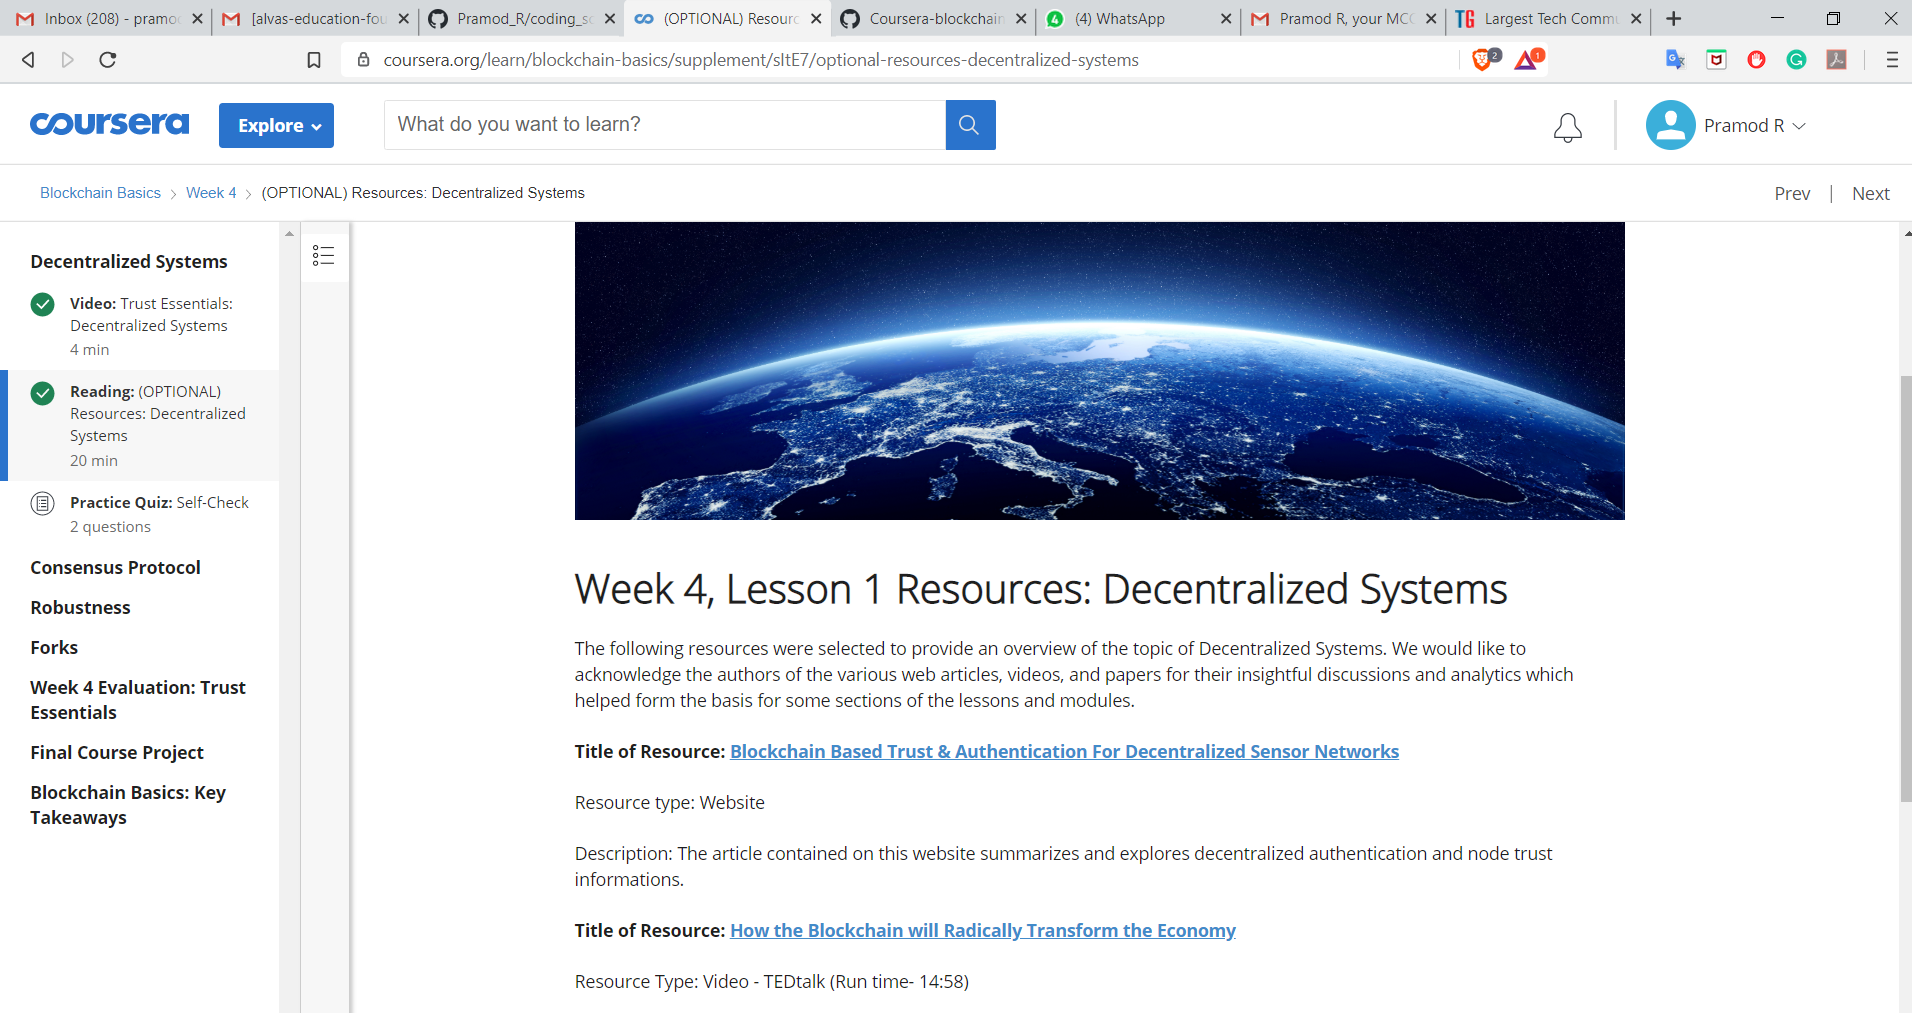 Inbox (208) - pramod
[alvas-education-fou
Pramod_R/coding_so
(OPTIONAL) Resourc
Coursera-blockchain
4
(4) WhatsApp
Pramod R, your MCC
TG
Largest Tech Commu
coursera.org/learn/blockchain-basics/supplement/sltE7/optional-resources-decentralized-systems
2
1
coursera
Explore
What do you want to learn?
Pramod R
Blockchain Basics
Week 4
(OPTIONAL) Resources: Decentralized Systems
Prev | Next
Decentralized Systems
Video: Trust Essentials:
Decentralized Systems
4 min
Reading: (OPTIONAL)
Resources: Decentralized
Systems
20 min
Practice Quiz: Self-Check
2 questions
Consensus Protocol
Robustness
Forks
Week 4 Evaluation: Trust
Essentials
Final Course Project
Blockchain Basics: Key
Takeaways
Week 4, Lesson 1 Resources: Decentralized Systems
The following resources were selected to provide an overview of the topic of Decentralized Systems. We would like to
acknowledge the authors of the various web articles, videos, and papers for their insightful discussions and analytics which
helped form the basis for some sections of the lessons and modules.
Title of Resource: Blockchain Based Trust & Authentication For Decentralized Sensor Networks
Resource type: Website
Description: The article contained on this website summarizes and explores decentralized authentication and node trust
informations.
Title of Resource: How the Blockchain will Radically Transform the Economy
Resource Type: Video - TEDtalk (Run time- 14:58)